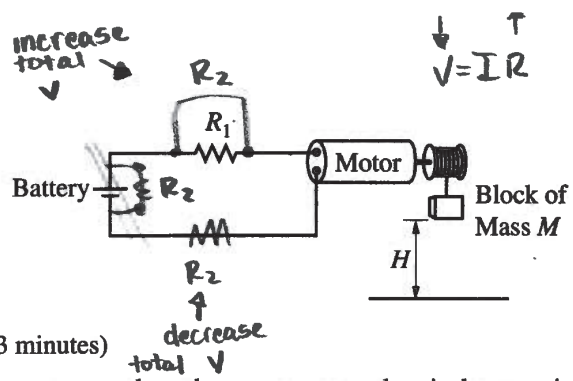 increase
total
V
R₂
↓ ↑
V=IR
R₁
Motor
Battery
R₂
Block of
Mass M
H
R₂
decrease
total V
3 minutes)